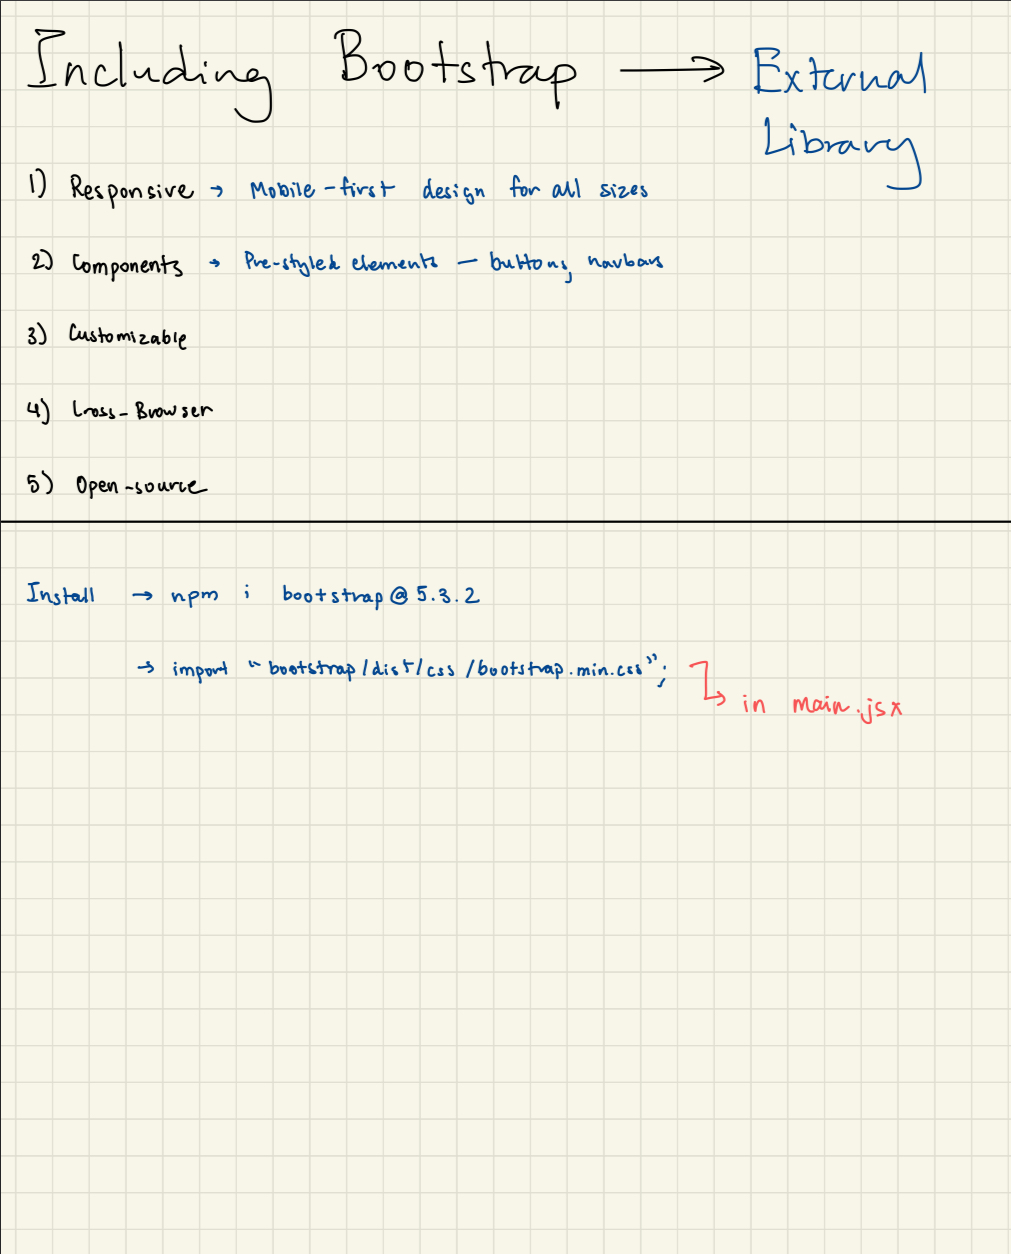 Including Bootstrap → External
Library
1) Responsive → Mobile-first design for all sizes
2) Components → Pre-styled elements — buttons, navbars
3) Customizable
4) Cross-Browser
5) Open-source
Install → npm i bootstrap@5.3.2
→ import "bootstrap/dist/css/bootstrap.min.css";
in main.jsx